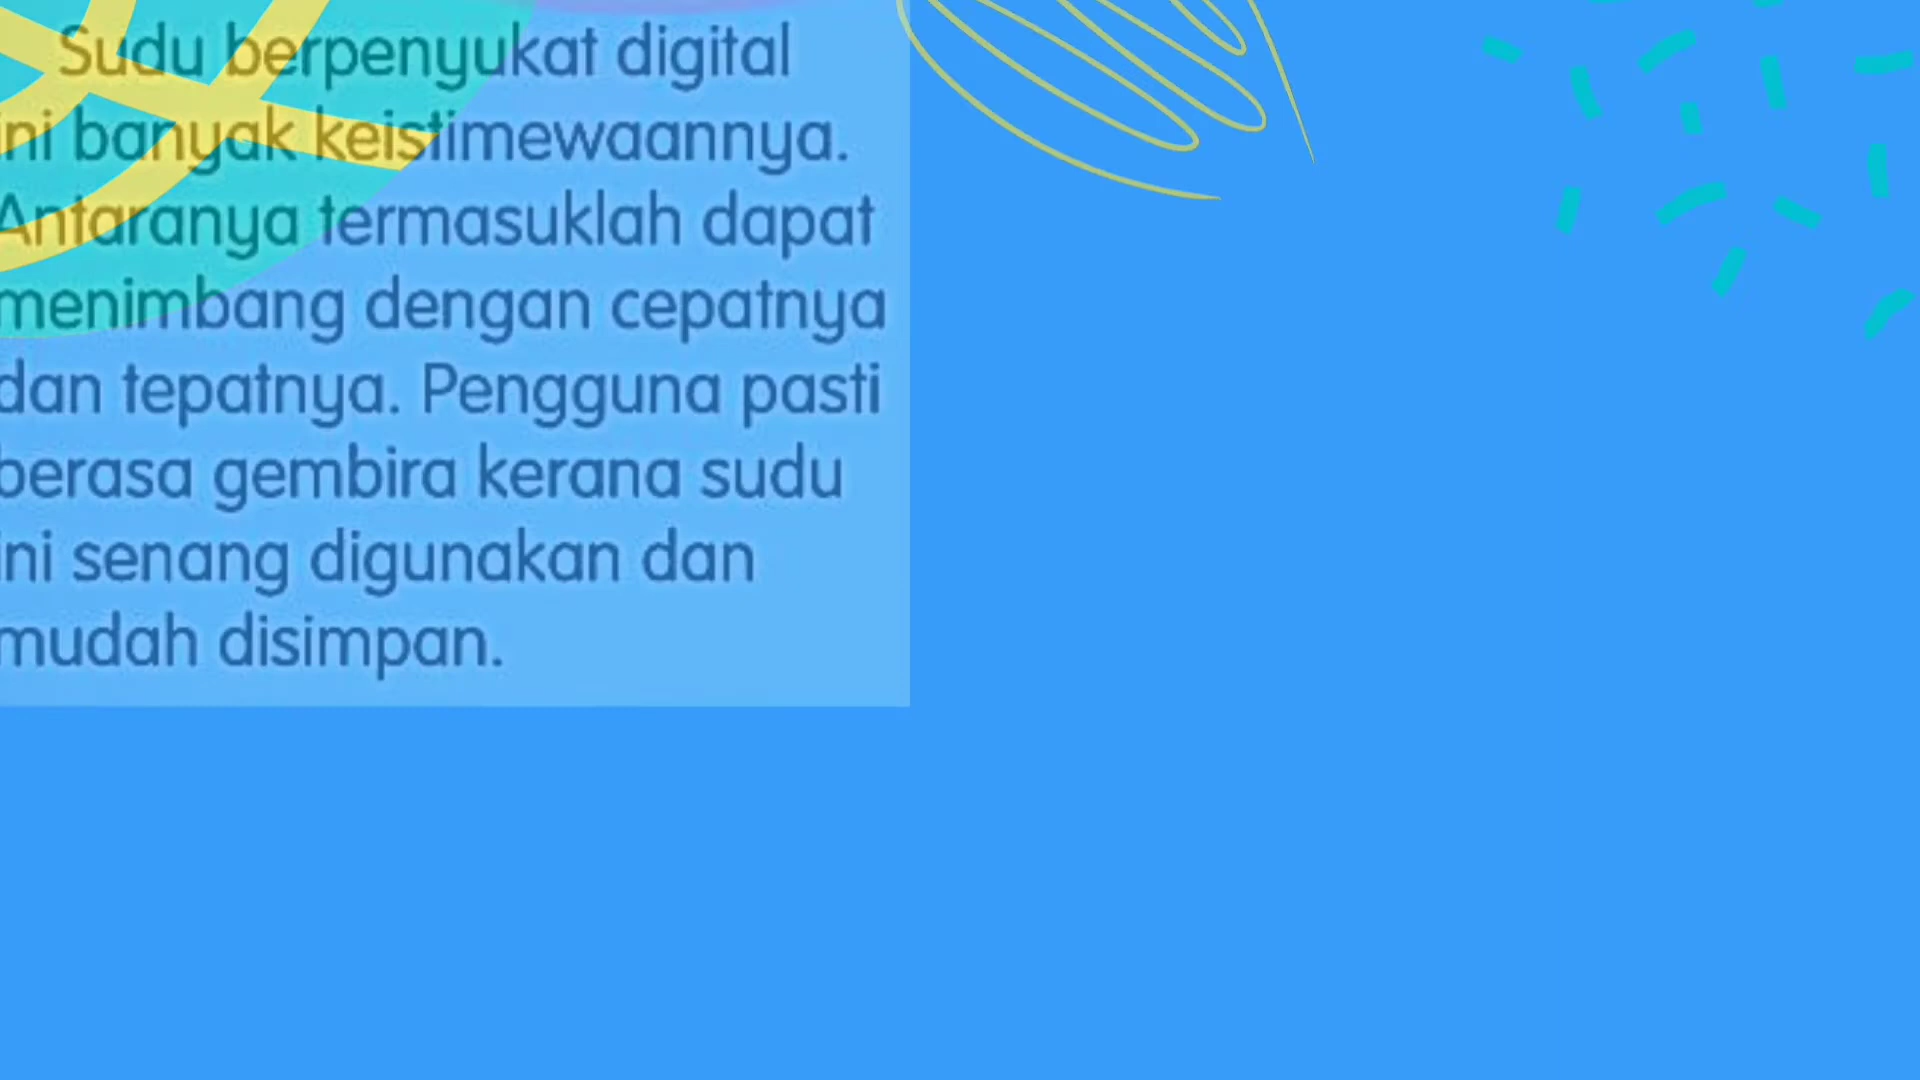 Sudu berpenyukat digital
ini banyak keistimewaannya.
Antaranya termasuklah dapat
menimbang dengan cepatnya
dan tepatnya. Pengguna pasti
berasa gembira kerana sudu
ini senang digunakan dan
mudah disimpan.